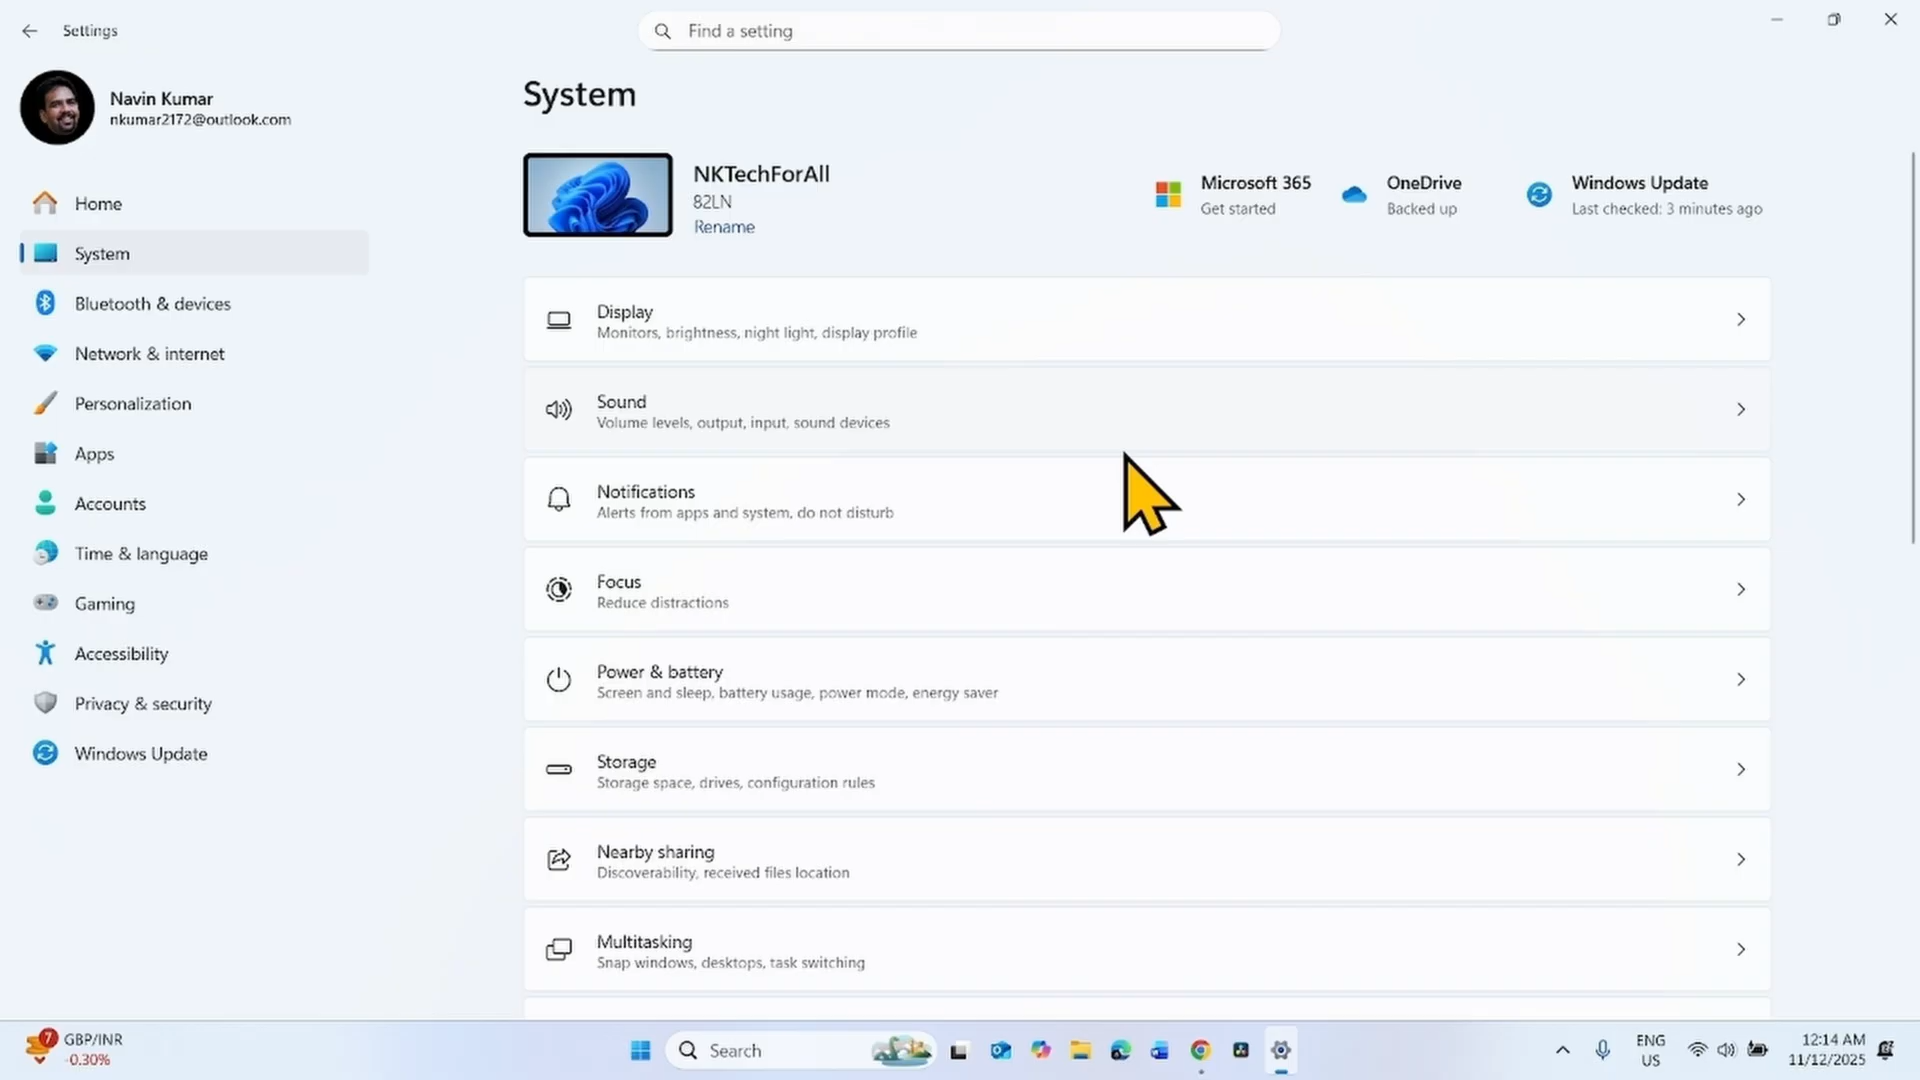 Settings
Find a setting
Navin Kumar
nkumar2172@outlook.com
Home
System
Bluetooth & devices
Network & internet
Personalization
Apps
Accounts
Time & language
Gaming
Accessibility
Privacy & security
Windows Update
System
NKTechForAll
82LN
Rename
Microsoft 365
Get started
OneDrive
Backed up
Windows Update
Last checked: 3 minutes ago
Display
Monitors, brightness, night light, display profile
Sound
Volume levels, output, input, sound devices
Notifications
Alerts from apps and system, do not disturb
Focus
Reduce distractions
Power & battery
Screen and sleep, battery usage, power mode, energy saver
Storage
Storage space, drives, configuration rules
Nearby sharing
Discoverability, received files location
Multitasking
Snap windows, desktops, task switching
7
GBP/INR
-0.30%
Search
ENG
US
12:14 AM
11/12/2025